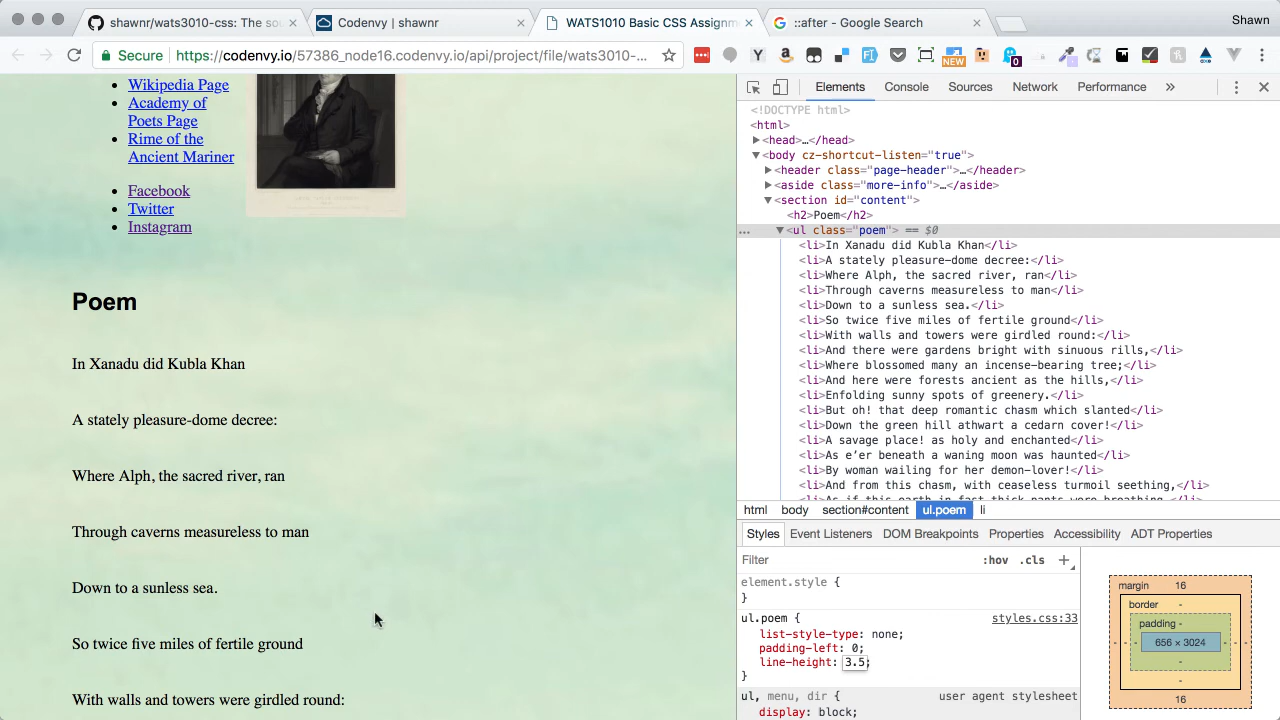 shawnr/wats3010-css: The sou
Codenvy | shawnr
WATS1010 Basic CSS Assignm
::after - Google Search
Shawn
Secure
https://codenvy.io/57386_node16.codenvy.io/api/project/file/wats3010-...
NEW
0
Wikipedia Page
Academy of
Poets Page
Rime of the
Ancient Mariner
Facebook
Twitter
Instagram
Poem
In Xanadu did Kubla Khan
A stately pleasure-dome decree:
Where Alph, the sacred river, ran
Through caverns measureless to man
Down to a sunless sea.
So twice five miles of fertile ground
With walls and towers were girdled round:
Elements Console Sources Network Performance »
<!DOCTYPE html>
<html>
<head>…</head>
<body cz-shortcut-listen="true">
<header class="page-header">…</header>
<aside class="more-info">…</aside>
<section id="content">
<h2>Poem</h2>
… <ul class="poem"> == $0
<li>In Xanadu did Kubla Khan</li>
<li>A stately pleasure-dome decree:</li>
<li>Where Alph, the sacred river, ran</li>
<li>Through caverns measureless to man</li>
<li>Down to a sunless sea.</li>
<li>So twice five miles of fertile ground</li>
<li>With walls and towers were girdled round:</li>
<li>And there were gardens bright with sinuous rills,</li>
<li>Where blossomed many an incense-bearing tree;</li>
<li>And here were forests ancient as the hills,</li>
<li>Enfolding sunny spots of greenery.</li>
<li>But oh! that deep romantic chasm which slanted</li>
<li>Down the green hill athwart a cedarn cover!</li>
<li>A savage place! as holy and enchanted</li>
<li>As e'er beneath a waning moon was haunted</li>
<li>By woman wailing for her demon-lover!</li>
<li>And from this chasm, with ceaseless turmoil seething,</li>
<li>As if this earth in fast thick pants were breathing,
html body section#content ul.poem li
Styles Event Listeners DOM Breakpoints Properties Accessibility ADT Properties
Filter :hov .cls +
element.style {
}
ul.poem { styles.css:33
list-style-type: none;
padding-left: 0;
line-height: 3.5;
}
ul, menu, dir { user agent stylesheet
display: block;
margin 16
border -
padding -
- - - 656 × 3024 - - -
-
-
16